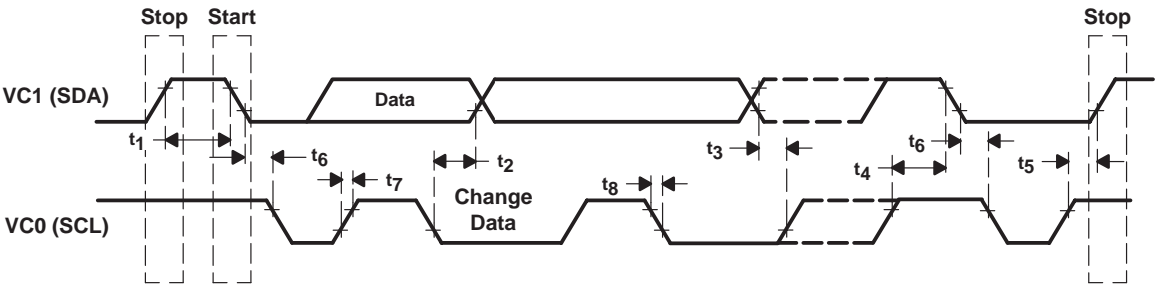 Stop Start Stop
VC1 (SDA)
Data
t1 t6 t2 t3 t6 t4 t5
t7 t8
Change
Data
VC0 (SCL)